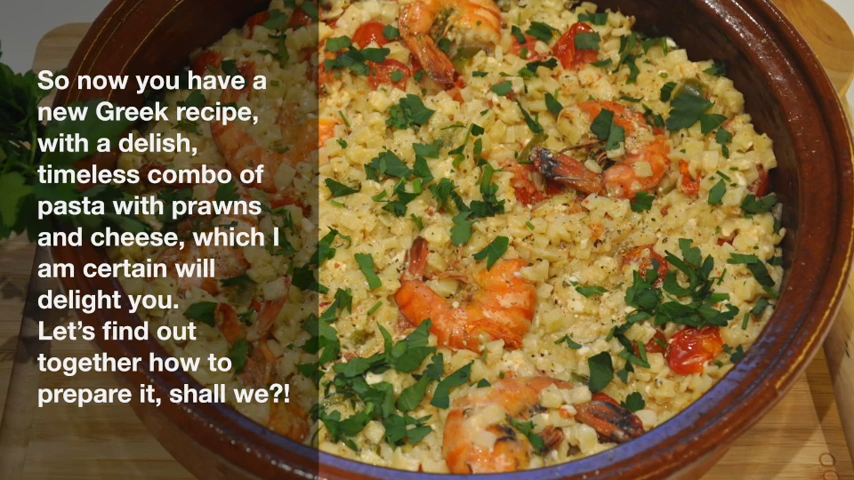 So now you have a
new Greek recipe,
with a delish,
timeless combo of
pasta with prawns
and cheese, which I
am certain will
delight you.
Let’s find out
together how to
prepare it, shall we?!